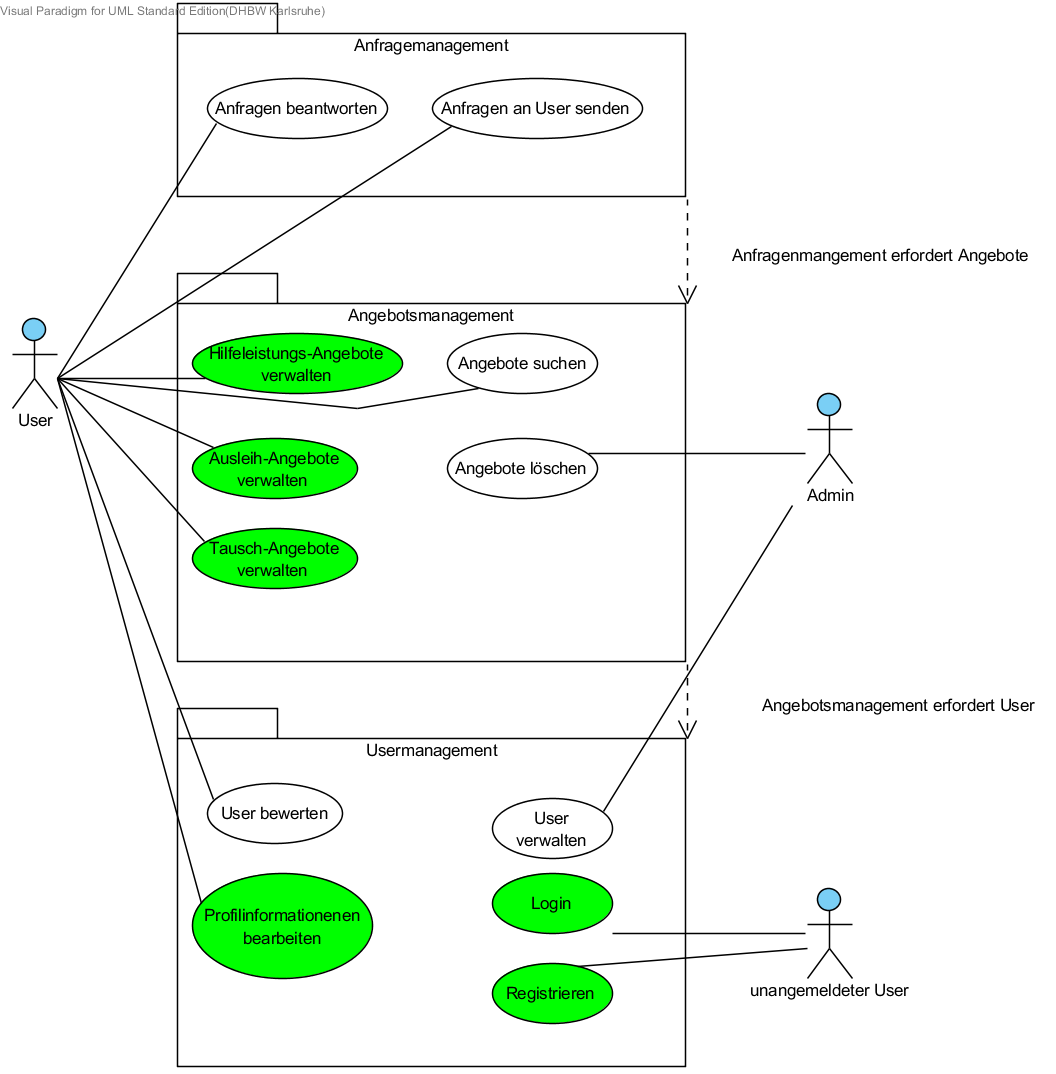 Visual Paradigm for UML Standard Edition(DHBW Karlsruhe)
Anfragemanagement
Anfragen beantworten
Anfragen an User senden
Anfragenmangement erfordert Angebote
Angebotsmanagement
Hilfeleistungs-Angebote
verwalten
Angebote suchen
User
Ausleih-Angebote
verwalten
Angebote löschen
Admin
Tausch-Angebote
verwalten
Angebotsmanagement erfordert User
Usermanagement
User bewerten
User
verwalten
Login
Profilinformationenen
bearbeiten
Registrieren
unangemeldeter User